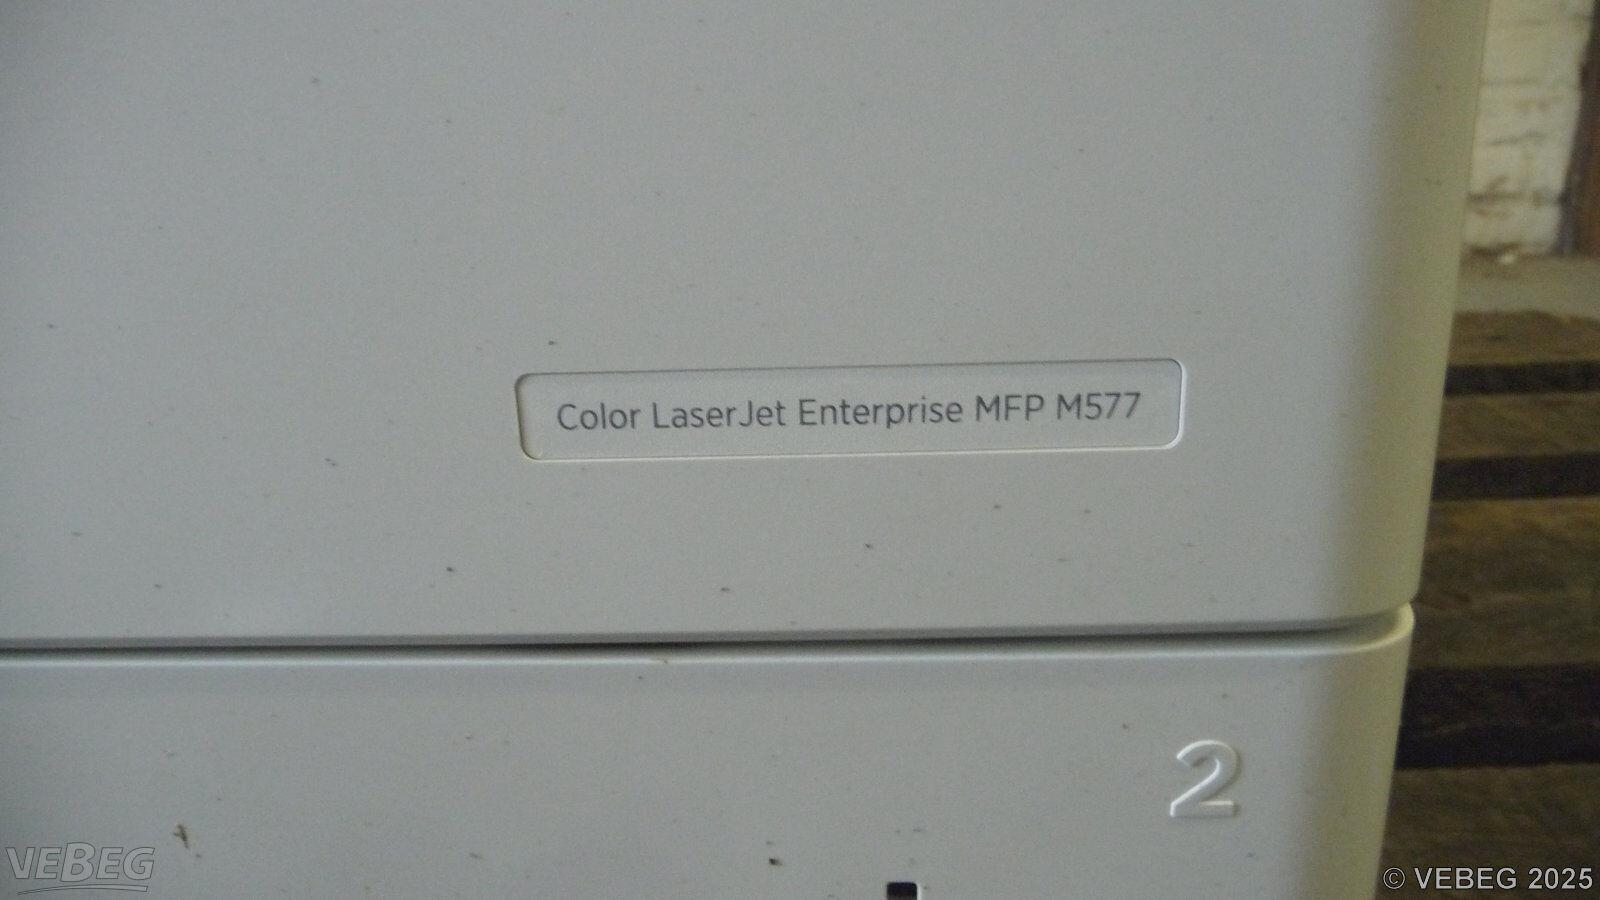 Color LaserJet Enterprise MFP M577
2
VEBEG
© VEBEG 2025